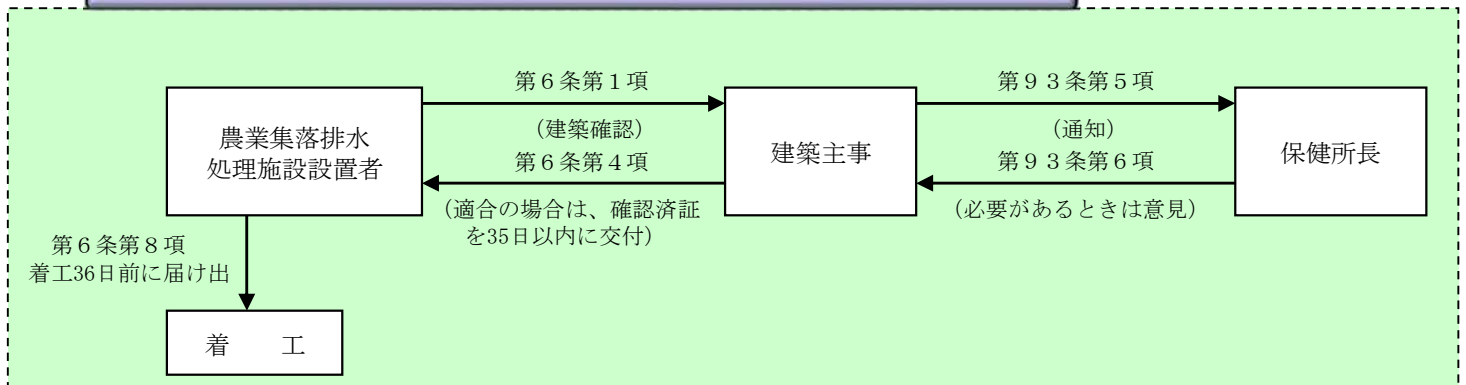 第６条第１項
第９３条第５項
農業集落排水
処理施設設置者
（建築確認）
建築主事
（通知）
保健所長
第６条第４項
第９３条第６項
（適合の場合は、確認済証
を35日以内に交付）
（必要があるときは意見）
第６条第８項
着工36日前に届け出
着　　工